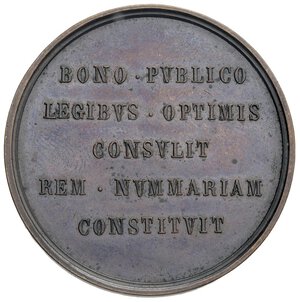 BONO · PVBLICO
LEGIBVS · OPTIMIS
CONSVLIT
REM · NVMMARIAM
CONSTITVIT